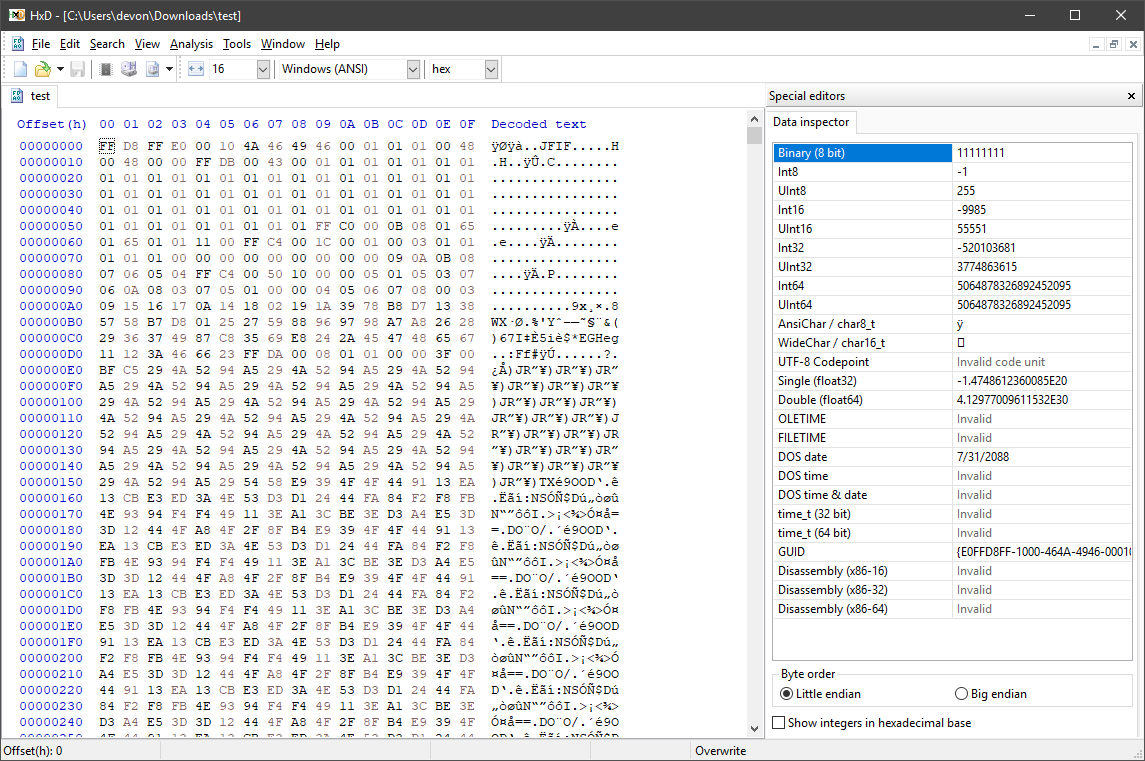 HxD - [C:\Users\devon\Downloads\test]
File Edit Search View Analysis Tools Window Help
16 Windows (ANSI) hex
test
Offset(h) 00 01 02 03 04 05 06 07 08 09 0A 0B 0C 0D 0E 0F Decoded text
00000000 FF D8 FF E0 00 10 4A 46 49 46 00 01 01 01 00 48 ÿØÿà..JFIF.....H
00000010 00 48 00 00 FF DB 00 43 00 01 01 01 01 01 01 01 .H..ÿÛ.C........
00000020 01 01 01 01 01 01 01 01 01 01 01 01 01 01 01 01 ................
00000030 01 01 01 01 01 01 01 01 01 01 01 01 01 01 01 01 ................
00000040 01 01 01 01 01 01 01 01 01 01 01 01 01 01 01 01 ................
00000050 01 01 01 01 01 01 01 01 01 FF C0 00 0B 08 01 65 .........ÿÀ....e
00000060 01 65 01 01 11 00 FF C4 00 1C 00 01 00 03 01 01 .e....ÿÄ........
00000070 01 01 01 00 00 00 00 00 00 00 00 00 09 0A 0B 08 ................
00000080 07 06 05 04 FF C4 00 50 10 00 00 05 01 05 03 07 ....ÿÄ.P........
00000090 06 0A 08 03 07 05 01 00 00 04 05 06 07 08 00 03 ................
000000A0 09 15 16 17 0A 14 18 02 19 1A 39 78 B8 D7 13 38 ..........9x¸×.8
000000B0 57 58 B7 D8 01 25 27 59 88 96 97 98 A7 A8 26 28 WX·Ø.%'Yˆ–—˜§¨&(
000000C0 29 36 37 49 87 C8 35 69 E8 24 2A 45 47 48 65 67 )67I‡È5iè$*EGHeg
000000D0 11 12 3A 46 66 23 FF DA 00 08 01 01 00 00 3F 00 ..:Ff#ÿÚ......?.
000000E0 BF C5 29 4A 52 94 A5 29 4A 52 94 A5 29 4A 52 94 ¿Å)JR”¥)JR”¥)JR”
000000F0 A5 29 4A 52 94 A5 29 4A 52 94 A5 29 4A 52 94 A5 ¥)JR”¥)JR”¥)JR”¥
00000100 29 4A 52 94 A5 29 4A 52 94 A5 29 4A 52 94 A5 29 )JR”¥)JR”¥)JR”¥)
00000110 4A 52 94 A5 29 4A 52 94 A5 29 4A 52 94 A5 29 4A JR”¥)JR”¥)JR”¥)J
00000120 52 94 A5 29 4A 52 94 A5 29 4A 52 94 A5 29 4A 52 R”¥)JR”¥)JR”¥)JR
00000130 94 A5 29 4A 52 94 A5 29 4A 52 94 A5 29 4A 52 94 ”¥)JR”¥)JR”¥)JR”
00000140 A5 29 4A 52 94 A5 29 4A 52 94 A5 29 4A 52 94 A5 ¥)JR”¥)JR”¥)JR”¥
00000150 29 4A 52 94 A5 29 54 58 E9 39 4F 4F 44 91 13 EA )JR”¥)TXé9OOD‘.ê
00000160 13 CB E3 ED 3A 4E 53 D3 D1 24 44 FA 84 F2 F8 FB .Ëãí:NSÓÑ$Dú„òøû
00000170 4E 93 94 F4 F4 49 11 3E A1 3C BE 3E D3 A4 E5 3D N“”ôôI.>¡<¾>Ó¤å=
00000180 3D 12 44 4F A8 4F 2F 8F B4 E9 39 4F 4F 44 91 13 =.DO¨O/.´é9OOD‘.
00000190 EA 13 CB E3 ED 3A 4E 53 D3 D1 24 44 FA 84 F2 F8 ê.Ëãí:NSÓÑ$Dú„òø
000001A0 FB 4E 93 94 F4 F4 49 11 3E A1 3C BE 3E D3 A4 E5 ûN“”ôôI.>¡<¾>Ó¤å
000001B0 3D 3D 12 44 4F A8 4F 2F 8F B4 E9 39 4F 4F 44 91 ==.DO¨O/.´é9OOD‘
000001C0 13 EA 13 CB E3 ED 3A 4E 53 D3 D1 24 44 FA 84 F2 .ê.Ëãí:NSÓÑ$Dú„ò
000001D0 F8 FB 4E 93 94 F4 F4 49 11 3E A1 3C BE 3E D3 A4 øûN“”ôôI.>¡<¾>Ó¤
000001E0 E5 3D 3D 12 44 4F A8 4F 2F 8F B4 E9 39 4F 4F 44 å==.DO¨O/.´é9OOD
000001F0 91 13 EA 13 CB E3 ED 3A 4E 53 D3 D1 24 44 FA 84 ‘.ê.Ëãí:NSÓÑ$Dú„
00000200 F2 F8 FB 4E 93 94 F4 F4 49 11 3E A1 3C BE 3E D3 òøûN“”ôôI.>¡<¾>Ó
00000210 A4 E5 3D 3D 12 44 4F A8 4F 2F 8F B4 E9 39 4F 4F ¤å==.DO¨O/.´é9OO
00000220 44 91 13 EA 13 CB E3 ED 3A 4E 53 D3 D1 24 44 FA D‘.ê.Ëãí:NSÓÑ$Dú
00000230 84 F2 F8 FB 4E 93 94 F4 F4 49 11 3E A1 3C BE 3E „òøûN“”ôôI.>¡<¾>
00000240 D3 A4 E5 3D 3D 12 44 4F A8 4F 2F 8F B4 E9 39 4F Ó¤å==.DO¨O/.´é9O
Special editors
Data inspector
Binary (8 bit) 11111111
Int8 -1
UInt8 255
Int16 -9985
UInt16 55551
Int32 -520103681
UInt32 3774863615
Int64 5064878326892452095
UInt64 5064878326892452095
AnsiChar / char8_t ÿ
WideChar / char16_t
UTF-8 Codepoint Invalid code unit
Single (float32) -1.4748612360085E20
Double (float64) 4.12977009611532E30
OLETIME Invalid
FILETIME Invalid
DOS date 7/31/2088
DOS time Invalid
DOS time & date Invalid
time_t (32 bit) Invalid
time_t (64 bit) Invalid
GUID {E0FFD8FF-1000-464A-4946-00010
Disassembly (x86-16) Invalid
Disassembly (x86-32) Invalid
Disassembly (x86-64) Invalid
Byte order
Little endian Big endian
Show integers in hexadecimal base
Offset(h): 0 Overwrite